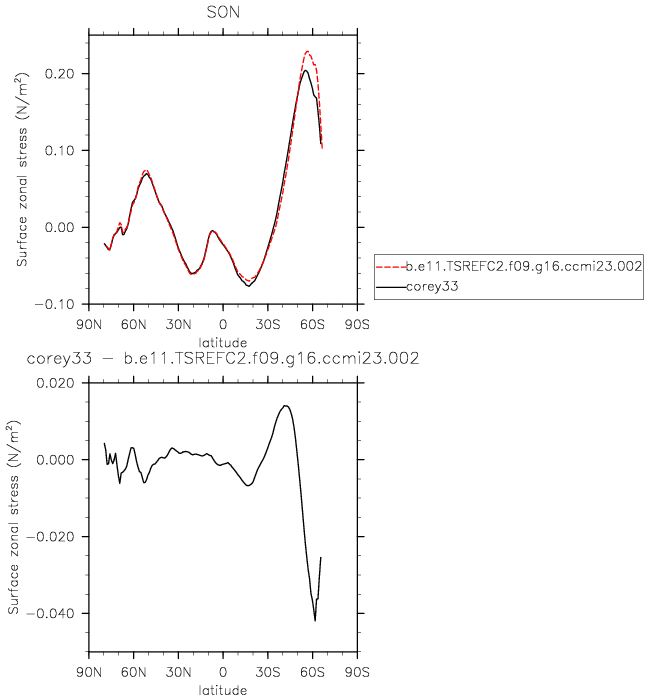 SON
Surface zonal stress (N/m²)
0.20
0.10
0.00
−0.10
90N 60N 30N 0 30S 60S 90S
latitude
b.e11.TSREFC2.f09.g16.ccmi23.002
corey33
corey33 − b.e11.TSREFC2.f09.g16.ccmi23.002
Surface zonal stress (N/m²)
0.020
0.000
−0.020
−0.040
90N 60N 30N 0 30S 60S 90S
latitude